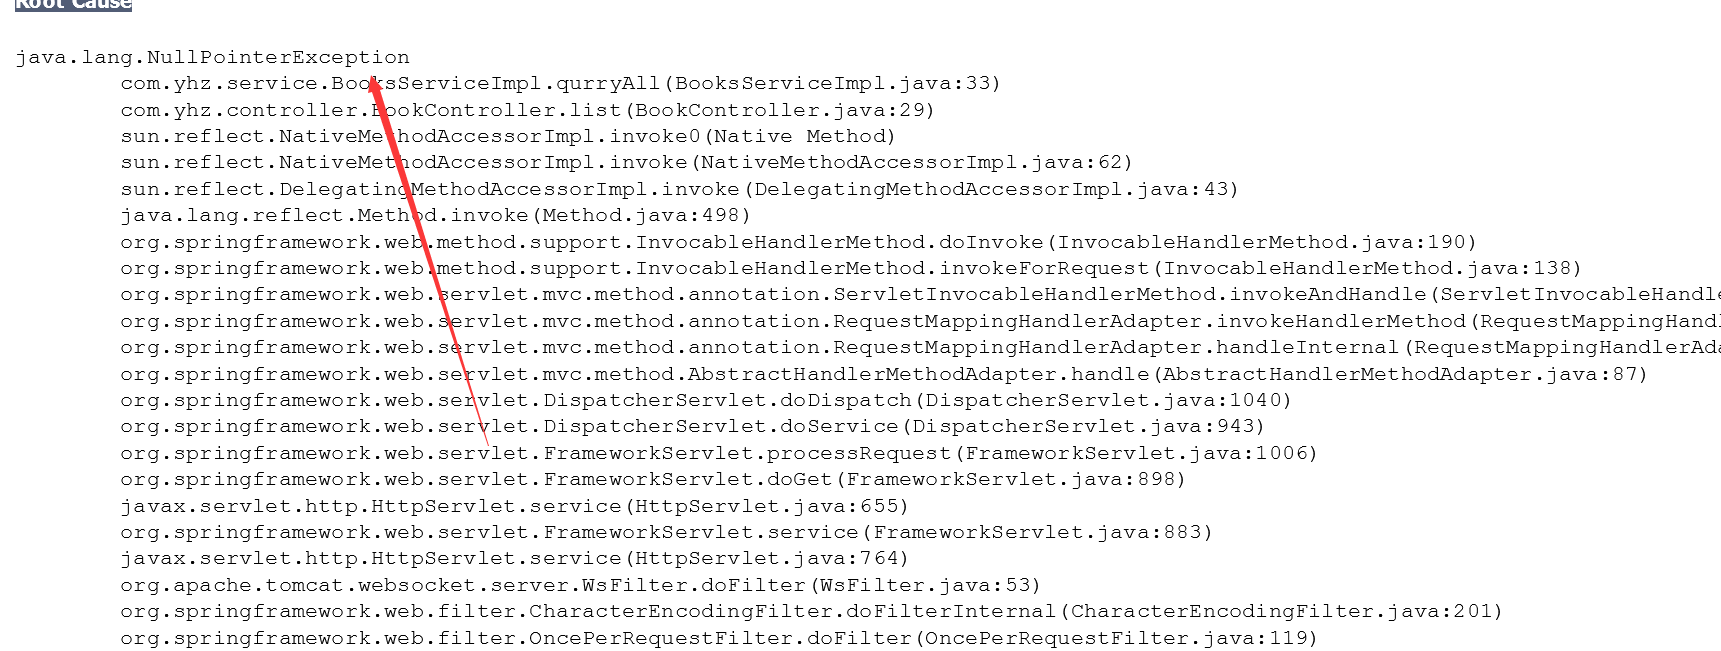 Root Cause
java.lang.NullPointerException
com.yhz.service.BooksServiceImpl.qurryAll(BooksServiceImpl.java:33)
com.yhz.controller.BookController.list(BookController.java:29)
sun.reflect.NativeMethodAccessorImpl.invoke0(Native Method)
sun.reflect.NativeMethodAccessorImpl.invoke(NativeMethodAccessorImpl.java:62)
sun.reflect.DelegatingMethodAccessorImpl.invoke(DelegatingMethodAccessorImpl.java:43)
java.lang.reflect.Method.invoke(Method.java:498)
org.springframework.web.method.support.InvocableHandlerMethod.doInvoke(InvocableHandlerMethod.java:190)
org.springframework.web.method.support.InvocableHandlerMethod.invokeForRequest(InvocableHandlerMethod.java:138)
org.springframework.web.servlet.mvc.method.annotation.ServletInvocableHandlerMethod.invokeAndHandle(ServletInvocableHandle
org.springframework.web.servlet.mvc.method.annotation.RequestMappingHandlerAdapter.invokeHandlerMethod(RequestMappingHandl
org.springframework.web.servlet.mvc.method.annotation.RequestMappingHandlerAdapter.handleInternal(RequestMappingHandlerAda
org.springframework.web.servlet.mvc.method.AbstractHandlerMethodAdapter.handle(AbstractHandlerMethodAdapter.java:87)
org.springframework.web.servlet.DispatcherServlet.doDispatch(DispatcherServlet.java:1040)
org.springframework.web.servlet.DispatcherServlet.doService(DispatcherServlet.java:943)
org.springframework.web.servlet.FrameworkServlet.processRequest(FrameworkServlet.java:1006)
org.springframework.web.servlet.FrameworkServlet.doGet(FrameworkServlet.java:898)
javax.servlet.http.HttpServlet.service(HttpServlet.java:655)
org.springframework.web.servlet.FrameworkServlet.service(FrameworkServlet.java:883)
javax.servlet.http.HttpServlet.service(HttpServlet.java:764)
org.apache.tomcat.websocket.server.WsFilter.doFilter(WsFilter.java:53)
org.springframework.web.filter.CharacterEncodingFilter.doFilterInternal(CharacterEncodingFilter.java:201)
org.springframework.web.filter.OncePerRequestFilter.doFilter(OncePerRequestFilter.java:119)